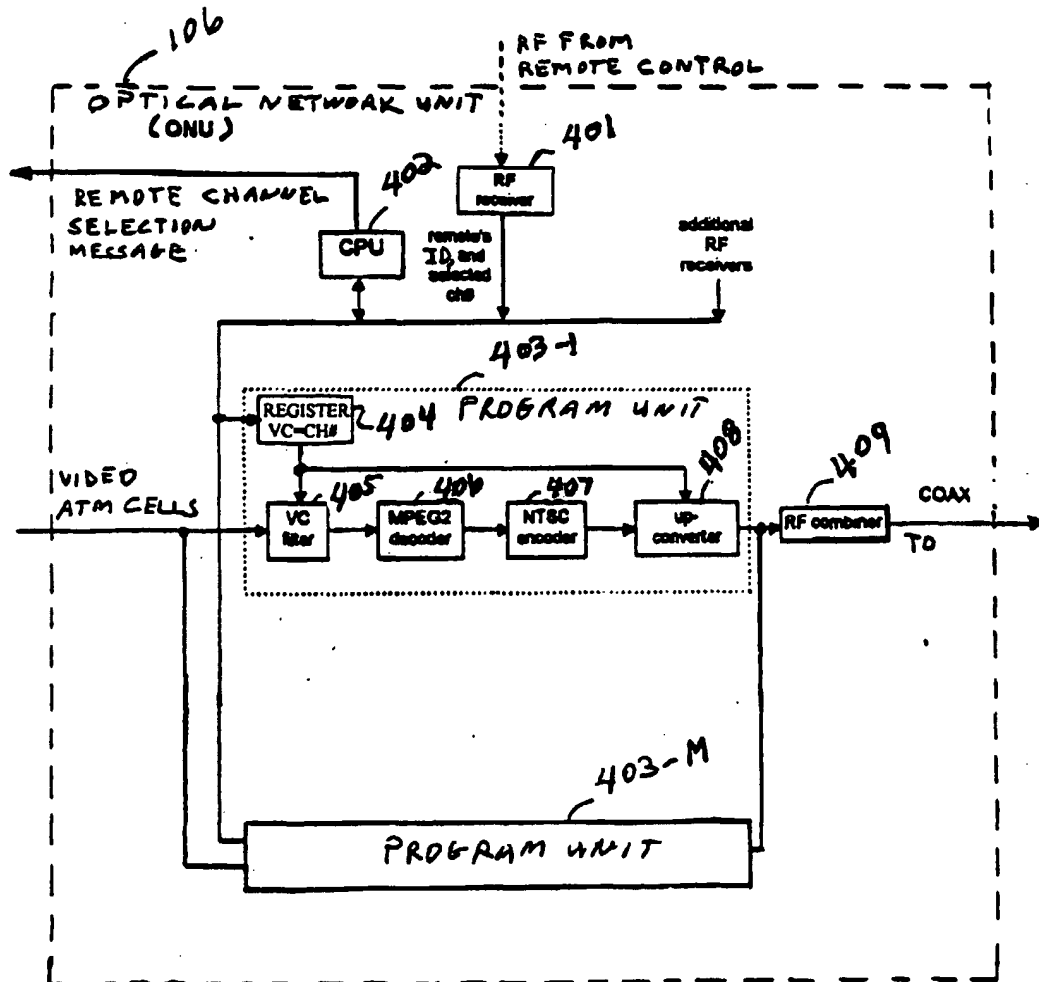 106
RF FROM
REMOTE CONTROL
OPTICAL NETWORK UNIT
(ONU)
401
402
RF
receiver
REMOTE CHANNEL
SELECTION
MESSAGE
CPU
remote's
ID, and
selected
ch#
additional
RF
receivers
403-1
REGISTER
VC=CH#
404
PROGRAM UNIT
408
409
VIDEO
ATM CELLS
405
406
407
VC
filter
MPEG2
decoder
NTSC
encoder
up-
converter
RF combiner
COAX
TO
403-M
PROGRAM UNIT